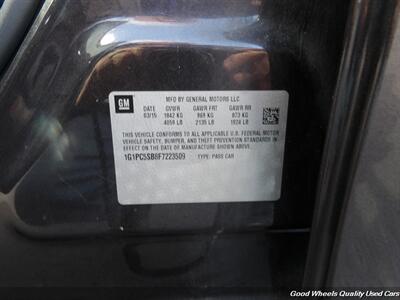 GM
MFD BY GENERAL MOTORS LLC
DATE GVWR GAWR FRT GAWR RR
03/15 1842 KG 969 KG 873 KG
4059 LB 2135 LB 1924 LB
THIS VEHICLE CONFORMS TO ALL APPLICABLE U.S. FEDERAL MOTOR
VEHICLE SAFETY, BUMPER, AND THEFT PREVENTION STANDARDS IN
EFFECT ON THE DATE OF MANUFACTURE SHOWN ABOVE.
1G1PC5SB8F7223509 TYPE: PASS CAR
Good Wheels Quality Used Cars